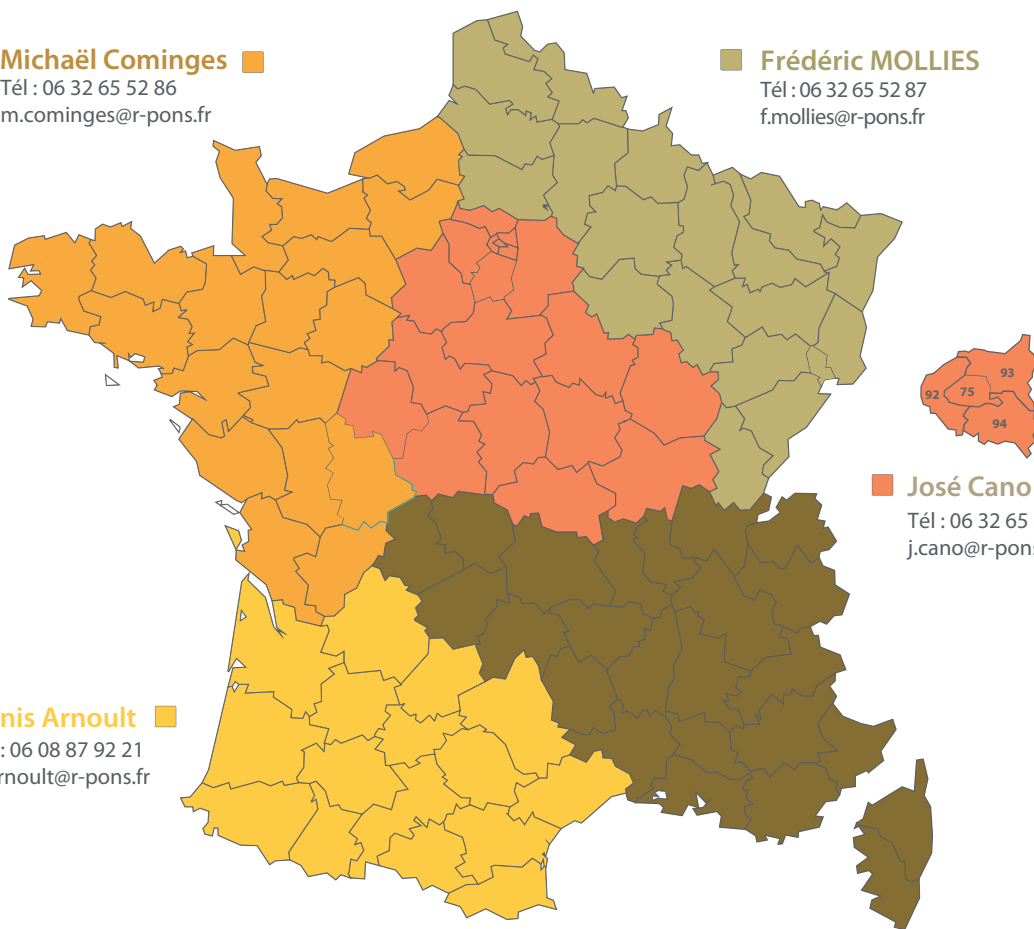 Michaël Cominges
Tél : 06 32 65 52 86
m.cominges@r-pons.fr
Frédéric MOLLIES
Tél : 06 32 65 52 87
f.mollies@r-pons.fr
93
92
75
94
José Cano
Tél : 06 32 65
j.cano@r-pons
nis Arnoult
: 06 08 87 92 21
rnoult@r-pons.fr